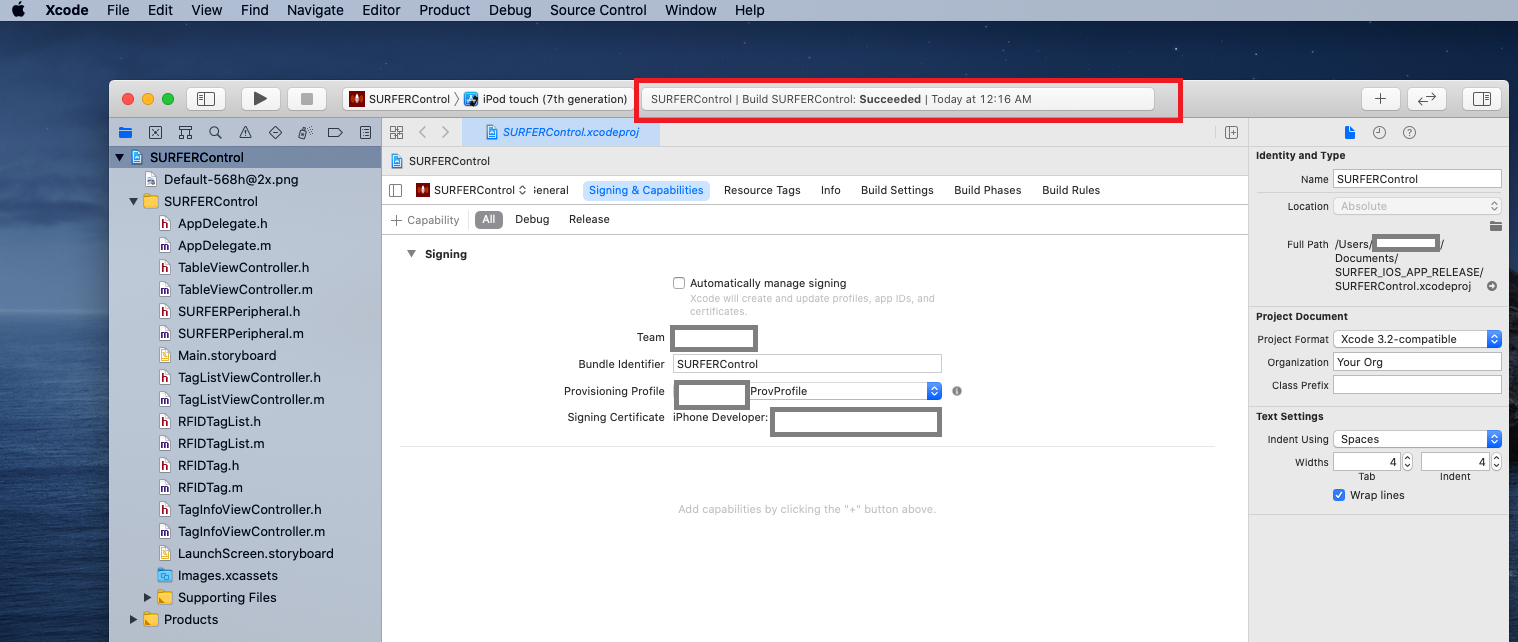 Xcode File Edit View Find Navigate Editor Product Debug Source Control Window Help
SURFERControl iPod touch (7th generation)
SURFERControl | Build SURFERControl: Succeeded | Today at 12:16 AM
SURFERControl.xcodeproj
SURFERControl
Default-568h@2x.png
SURFERControl
AppDelegate.h
AppDelegate.m
TableViewController.h
TableViewController.m
SURFERPeripheral.h
SURFERPeripheral.m
Main.storyboard
TagListViewController.h
TagListViewController.m
RFIDTagList.h
RFIDTagList.m
RFIDTag.h
RFIDTag.m
TagInfoViewController.h
TagInfoViewController.m
LaunchScreen.storyboard
Images.xcassets
Supporting Files
Products
SURFERControl
SURFERControl ieneral Signing & Capabilities Resource Tags Info Build Settings Build Phases Build Rules
+ Capability All Debug Release
Signing
Automatically manage signing
Xcode will create and update profiles, app IDs, and
certificates.
Team
Bundle Identifier SURFERControl
Provisioning Profile ProvProfile
Signing Certificate iPhone Developer:
Add capabilities by clicking the "+" button above.
Identity and Type
Name SURFERControl
Location Absolute
Full Path /Users/ /
Documents/
SURFER_IOS_APP_RELEASE/
SURFERControl.xcodeproj
Project Document
Project Format Xcode 3.2-compatible
Organization Your Org
Class Prefix
Text Settings
Indent Using Spaces
Widths 4 4
Tab Indent
Wrap lines